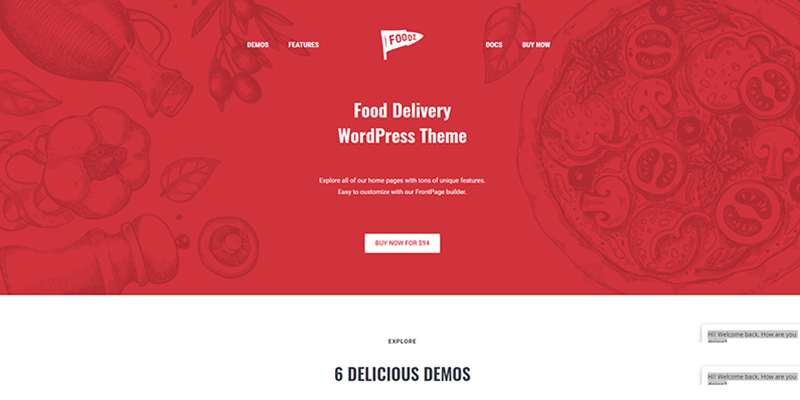 DEMOS FEATURES FOODZ DOCS BUY NOW
Food Delivery
WordPress Theme
Explore all of our home pages with tons of unique features.
Easy to customize with our FrontPage builder.
BUY NOW FOR $94
EXPLORE
6 DELICIOUS DEMOS
Hi! Welcome back. How are you
Hi! Welcome back. How are you